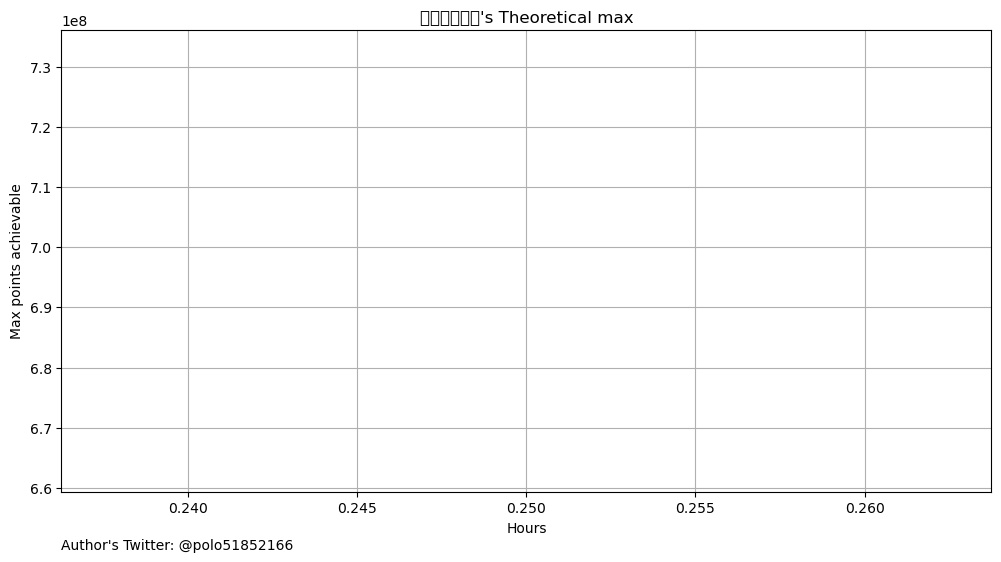 's Theoretical max
1e8
7.3
7.2
7.1
7.0
6.9
6.8
6.7
6.6
Max points achievable
0.240 0.245 0.250 0.255 0.260
Hours
Author's Twitter: @polo51852166